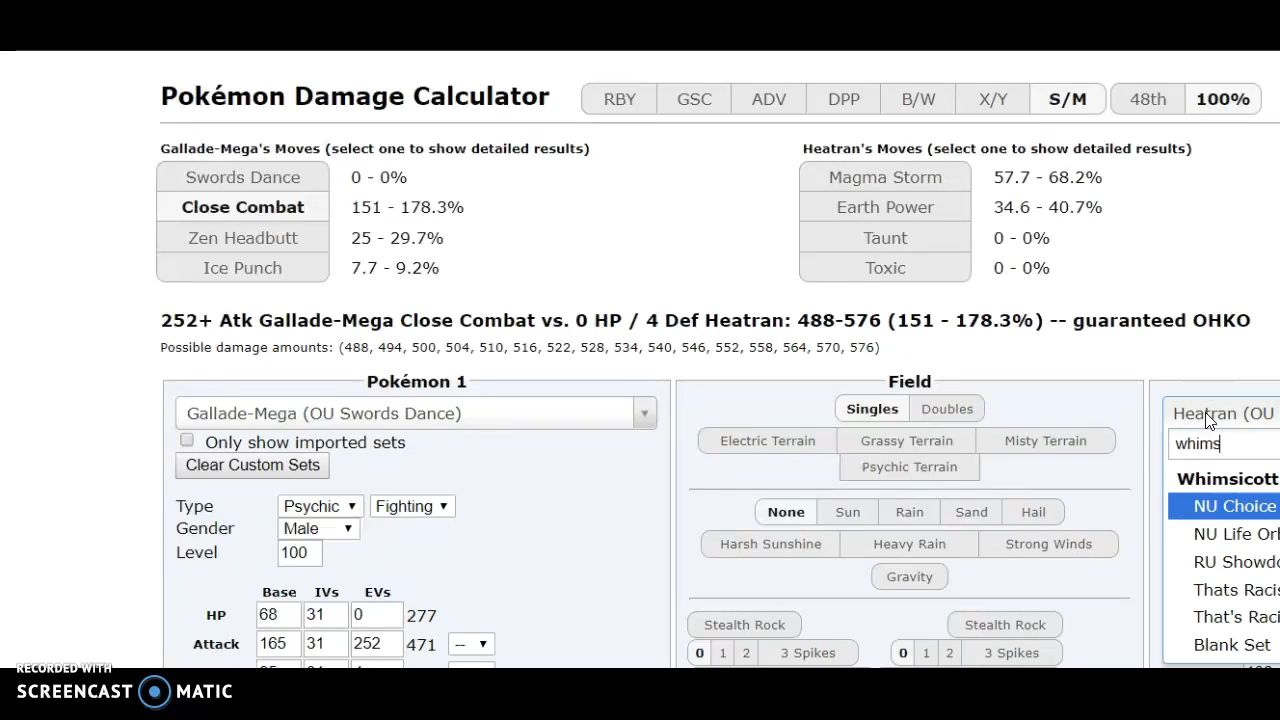 Pokémon Damage Calculator
RBY GSC ADV DPP B/W X/Y S/M 48th 100%
Gallade-Mega's Moves (select one to show detailed results)
Swords Dance 0 - 0%
Close Combat 151 - 178.3%
Zen Headbutt 25 - 29.7%
Ice Punch 7.7 - 9.2%
Heatran's Moves (select one to show detailed results)
Magma Storm 57.7 - 68.2%
Earth Power 34.6 - 40.7%
Taunt 0 - 0%
Toxic 0 - 0%
252+ Atk Gallade-Mega Close Combat vs. 0 HP / 4 Def Heatran: 488-576 (151 - 178.3%) -- guaranteed OHKO
Possible damage amounts: (488, 494, 500, 504, 510, 516, 522, 528, 534, 540, 546, 552, 558, 564, 570, 576)
Pokémon 1
Gallade-Mega (OU Swords Dance)
Only show imported sets
Clear Custom Sets
Type Psychic Fighting
Gender Male
Level 100
Base IVs EVs
HP 68 31 0 277
Attack 165 31 252 471 --
Field
Singles Doubles
Electric Terrain Grassy Terrain Misty Terrain
Psychic Terrain
None Sun Rain Sand Hail
Harsh Sunshine Heavy Rain Strong Winds
Gravity
Stealth Rock Stealth Rock
0 1 2 3 Spikes 0 1 2 3 Spikes
Heatran (OU
whims
Whimsicott
NU Choice
NU Life Or
RU Showd
Thats Racis
That's Raci
Blank Set
RECORDED WITH
SCREENCAST MATIC